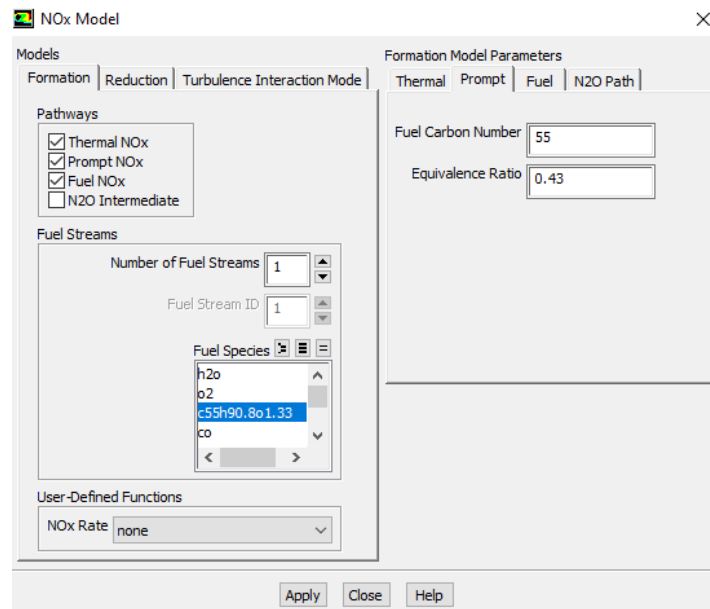 NOx Model
Models
Formation Reduction Turbulence Interaction Mode
Pathways
Thermal NOx
Prompt NOx
Fuel NOx
N2O Intermediate
Fuel Streams
Number of Fuel Streams 1
Fuel Stream ID 1
Fuel Species
h2o
o2
c55h90.8o1.33
co
User-Defined Functions
NOx Rate none
Formation Model Parameters
Thermal Prompt Fuel N2O Path
Fuel Carbon Number 55
Equivalence Ratio 0.43
Apply Close Help